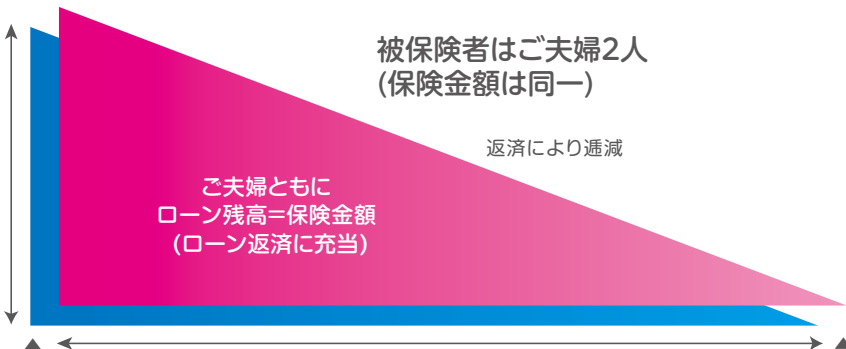 被保険者はご夫婦2人
(保険金額は同一)
返済により逓減
ご夫婦ともに
ローン残高=保険金額
(ローン返済に充当)